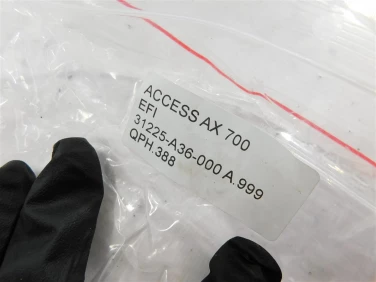 ACCESS AX 700
EFI
31225-A36-000 A.999
QPH.388